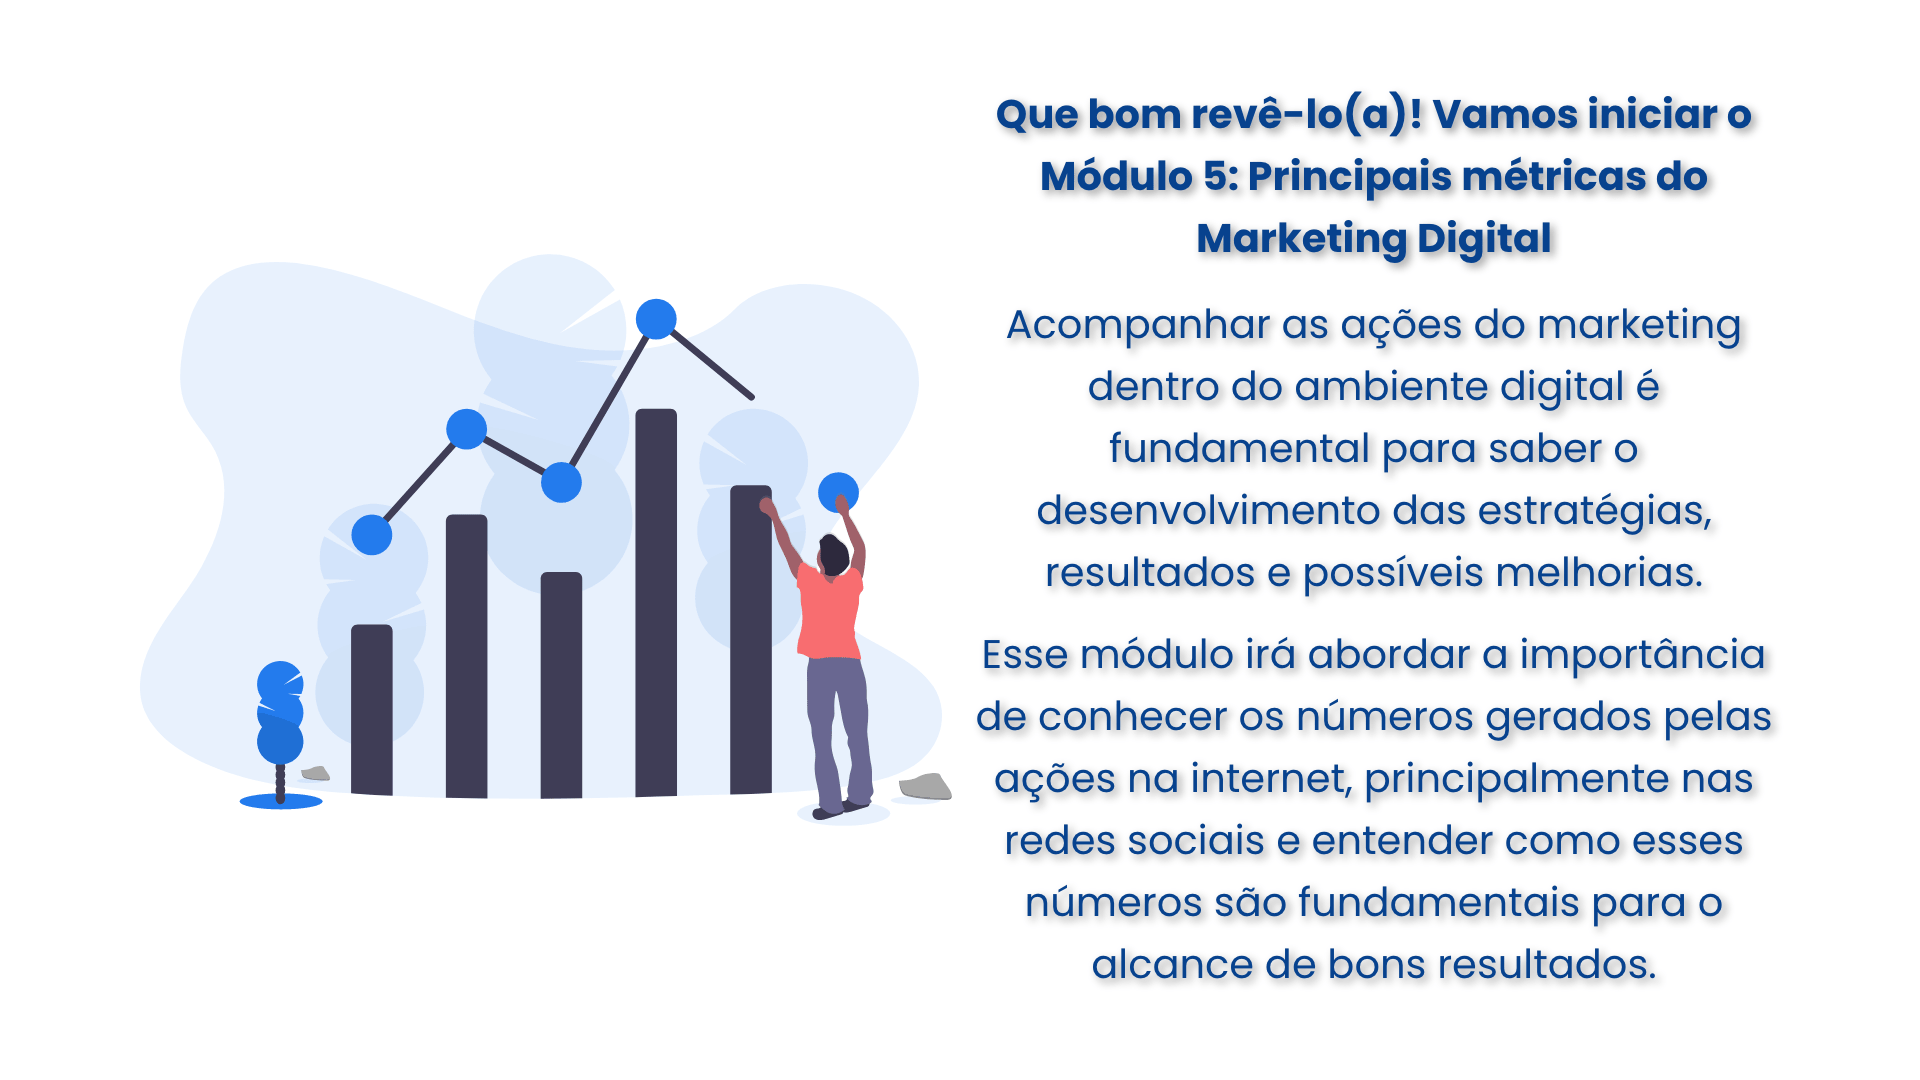 Que bom revê-lo(a)! Vamos iniciar o
Módulo 5: Principais métricas do
Marketing Digital
Acompanhar as ações do marketing
dentro do ambiente digital é
fundamental para saber o
desenvolvimento das estratégias,
resultados e possíveis melhorias.
Esse módulo irá abordar a importância
de conhecer os números gerados pelas
ações na internet, principalmente nas
redes sociais e entender como esses
números são fundamentais para o
alcance de bons resultados.